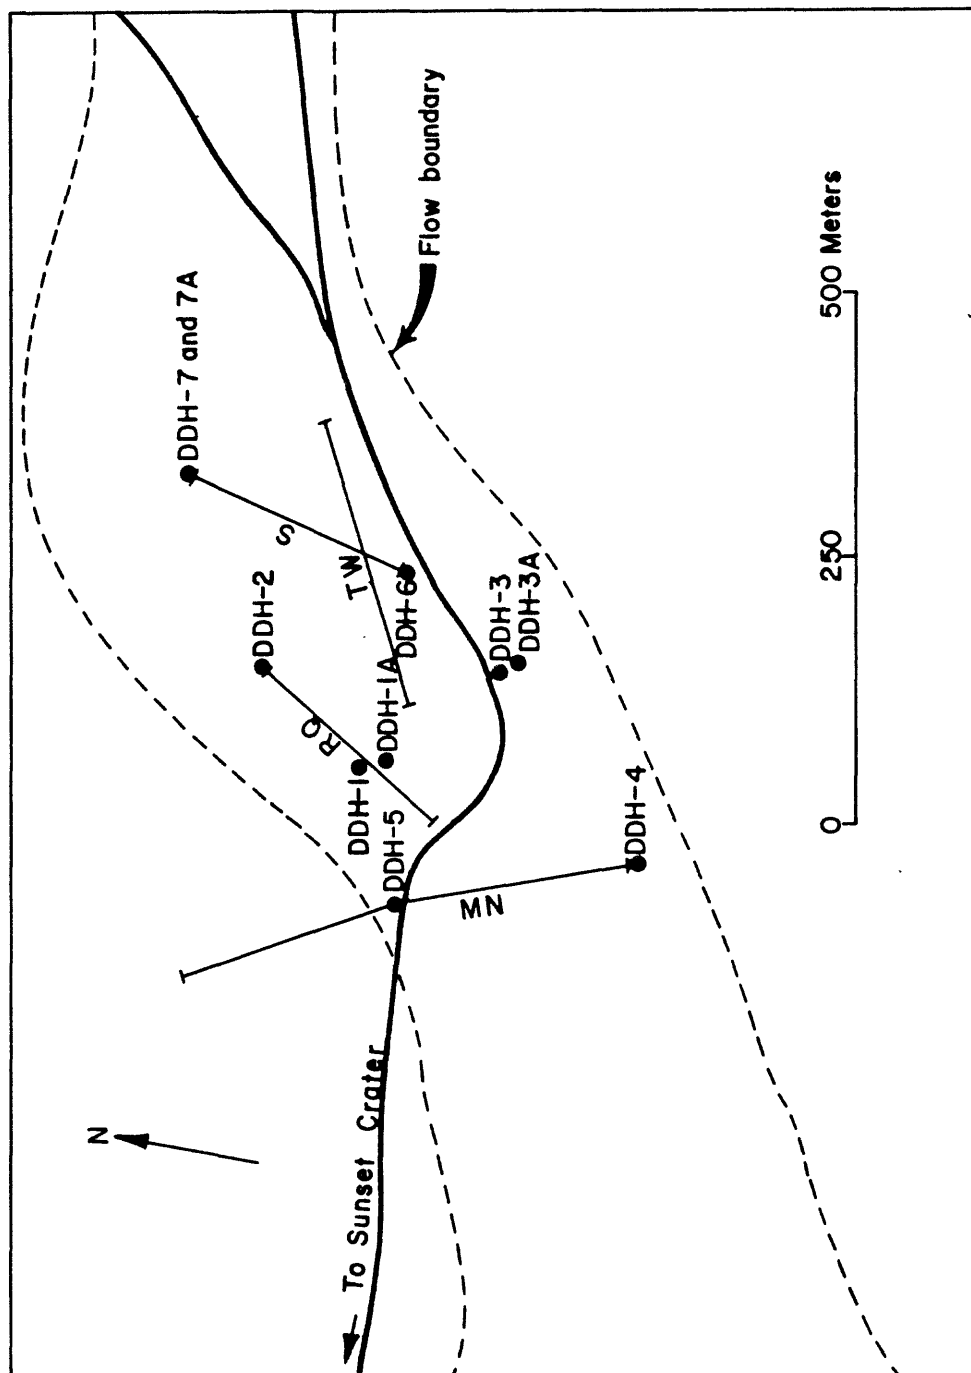 Flow boundary
DDH-7 and 7A
500 Meters
S
DDH-2
TW
250
DDH-6
DDH-3
DDH-3A
RQ
DDH-1A
DDH-1
DDH-5
DDH-4
0
MN
N
To Sunset Crater